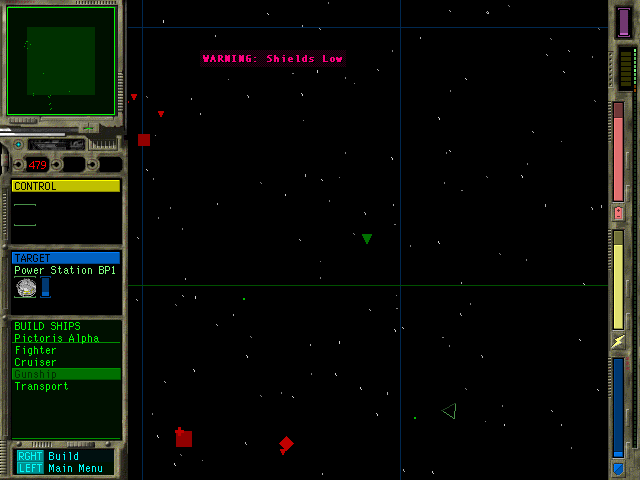 WARNING: Shields Low
479
CONTROL
TARGET
Power Station BP1
BUILD SHIPS
Pictoris Alpha
Fighter
Cruiser
Gunship
Transport
RGHT Build
LEFT Main Menu